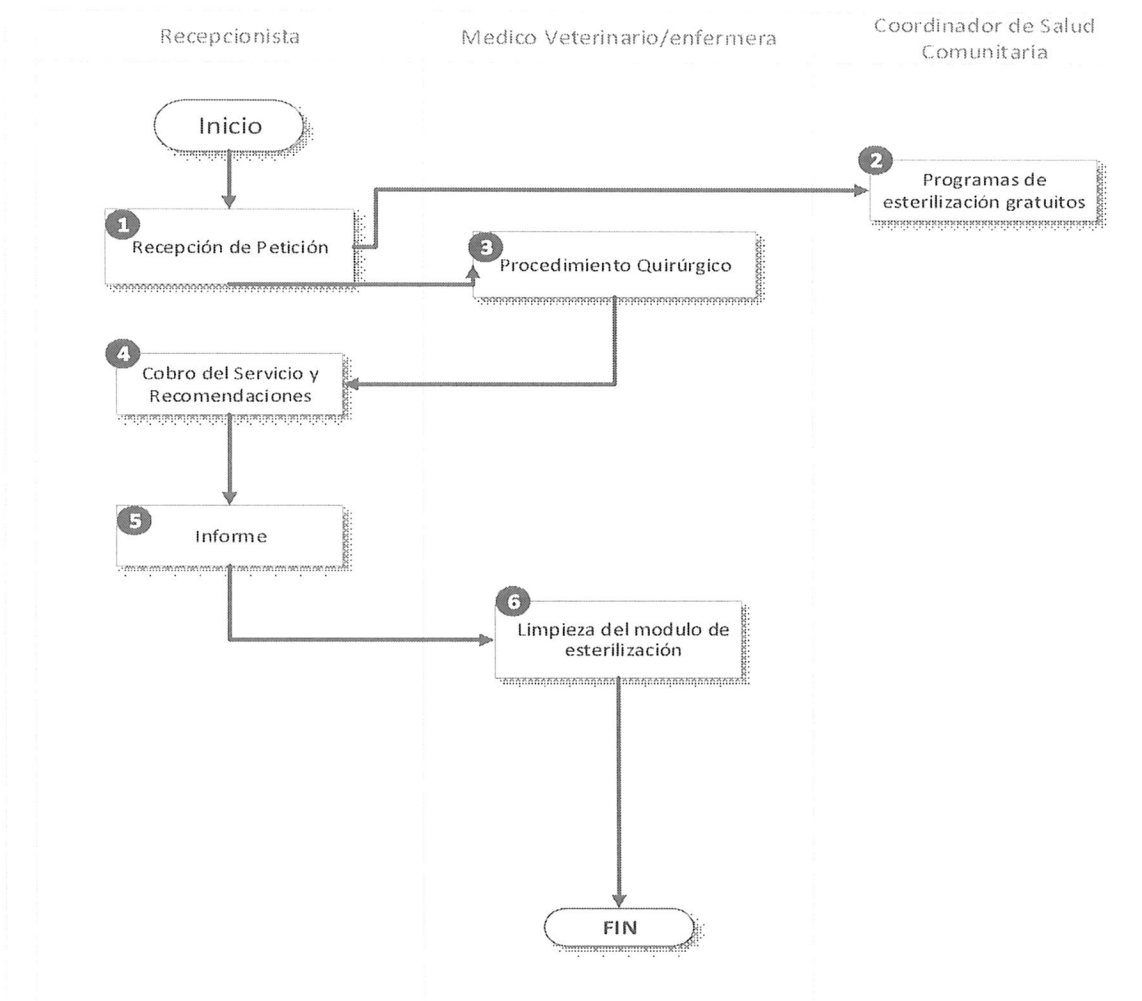 Recepcionista
Medico Veterinario/enfermera
Coordinador de Salud
Comunitaria
Inicio
2
Programas de
esterilización gratuitos
1
Recepción de Petición
3
Procedimiento Quirúrgico
4
Cobro del Servicio y
Recomendaciones
5
Informe
6
Limpieza del modulo de
esterilización
FIN